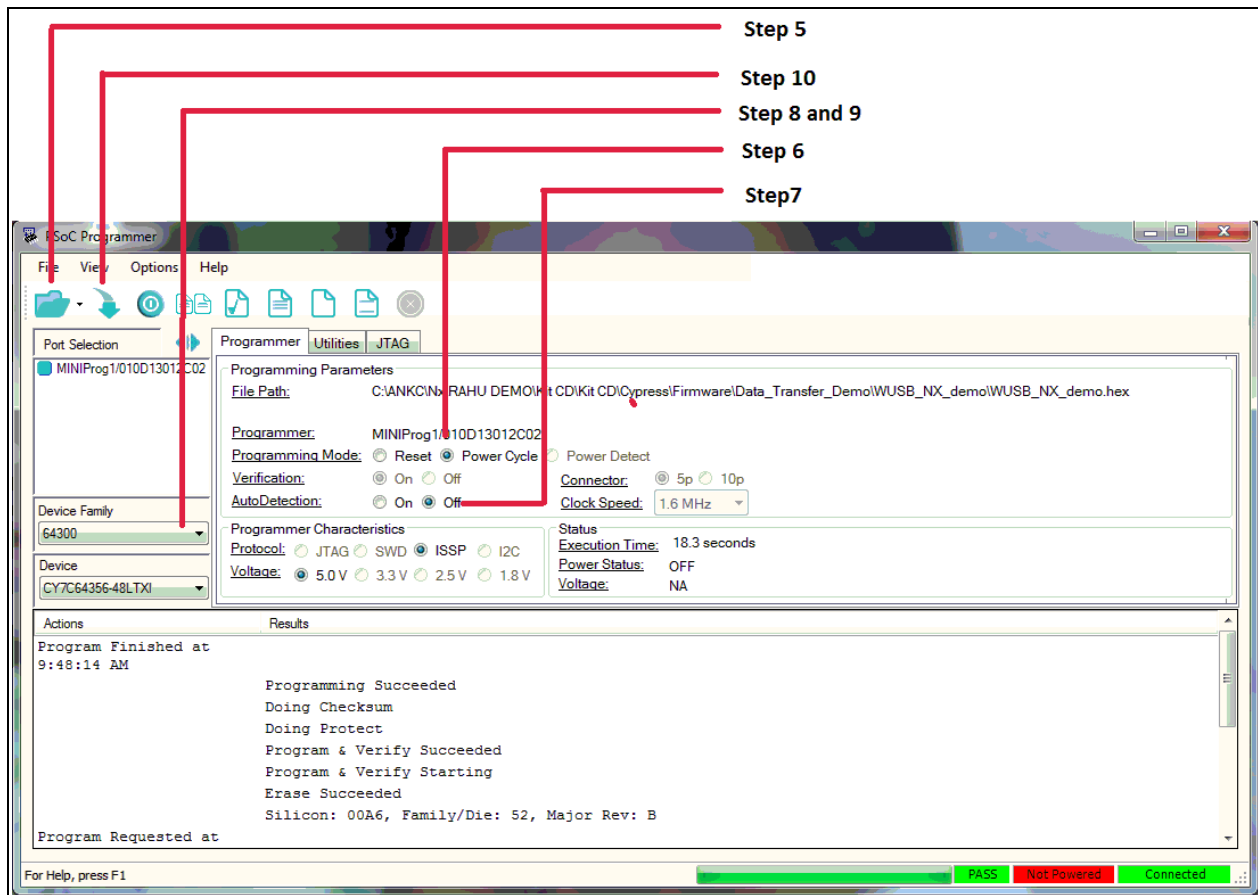 Step 5
Step 10
Step 8 and 9
Step 6
Step7
PSoC Programmer
File View Options Help
Port Selection
MINIProg1/010D13012C02
Programmer Utilities JTAG
Programming Parameters
File Path: C:\ANKC\Nx\RAHU DEMO\Kit CD\Kit CD\Cypress\Firmware\Data_Transfer_Demo\WUSB_NX_demo\WUSB_NX_demo.hex
Programmer: MINIProg1/010D13012C02
Programming Mode: Reset Power Cycle Power Detect
Verification: On Off Connector: 5p 10p
AutoDetection: On Off Clock Speed: 1.6 MHz
Device Family
64300
Device
CY7C64356-48LTXI
Programmer Characteristics
Protocol: JTAG SWD ISSP I2C
Voltage: 5.0 V 3.3 V 2.5 V 1.8 V
Status
Execution Time: 18.3 seconds
Power Status: OFF
Voltage: NA
Actions Results
Program Finished at
9:48:14 AM
Programming Succeeded
Doing Checksum
Doing Protect
Program & Verify Succeeded
Program & Verify Starting
Erase Succeeded
Silicon: 00A6, Family/Die: 52, Major Rev: B
Program Requested at
For Help, press F1
PASS Not Powered Connected